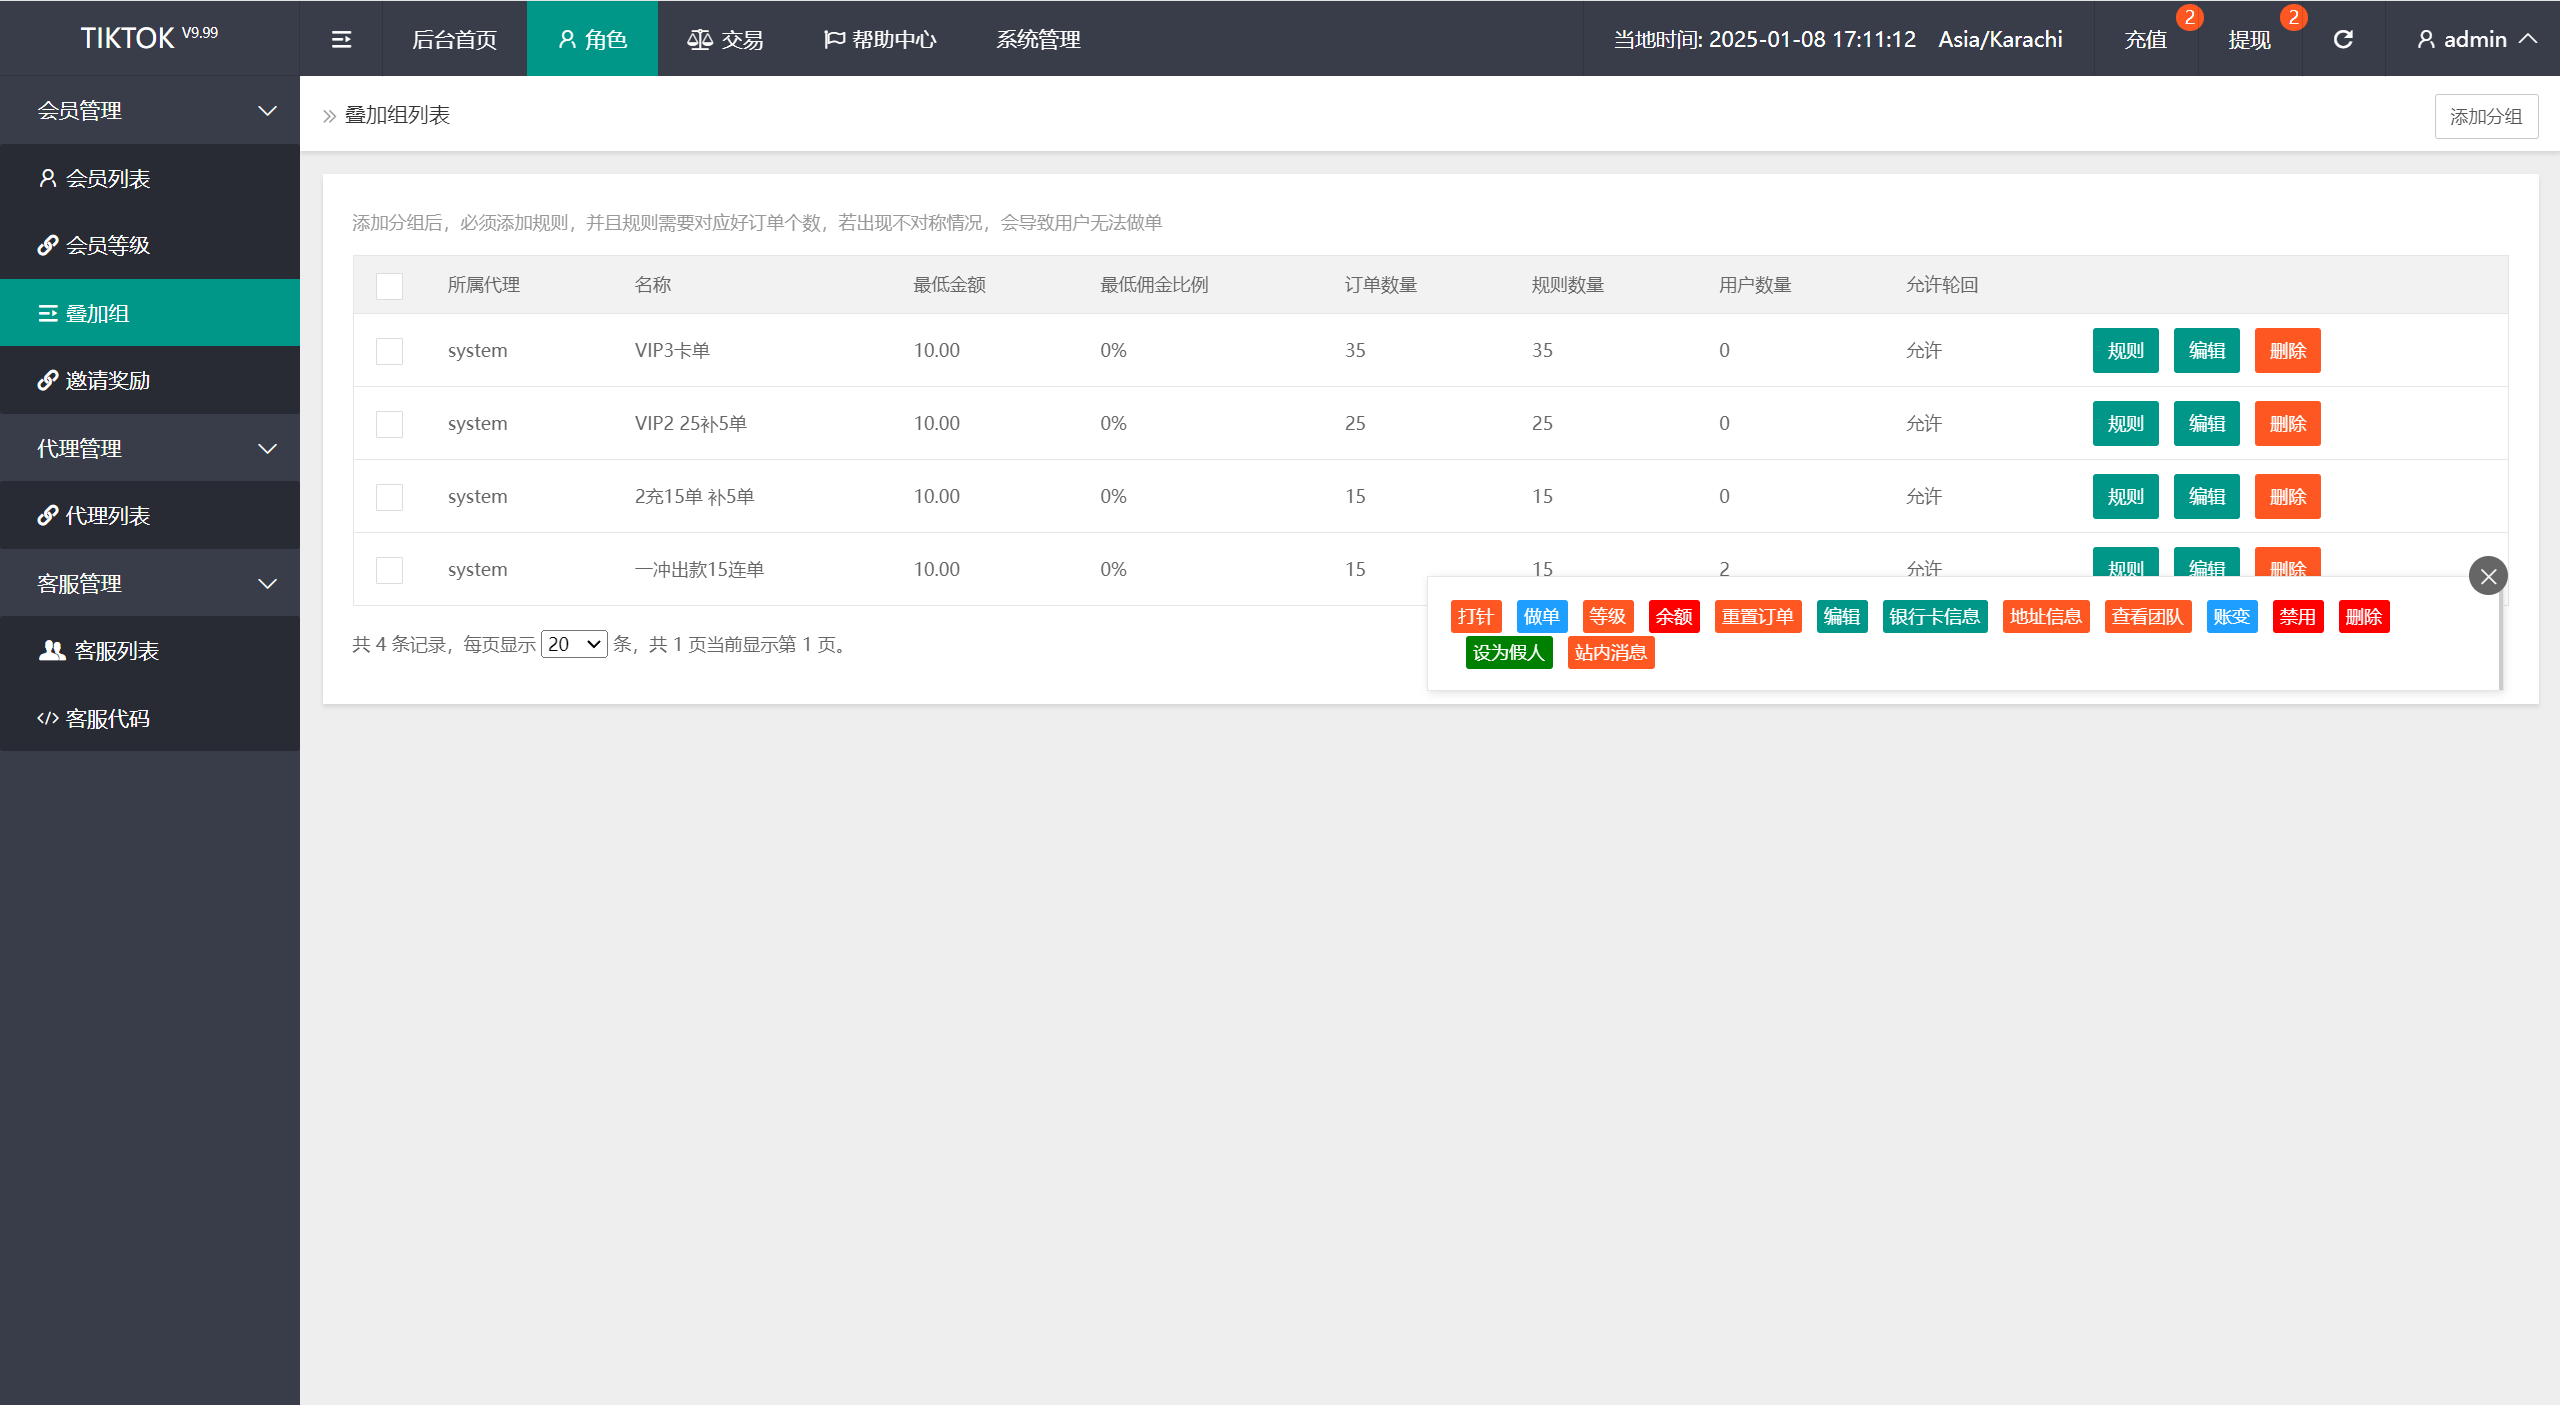 TIKTOK V9.99
后台首页 角色 交易 帮助中心 系统管理 当地时间: 2025-01-08 17:11:12 Asia/Karachi 充值 2 提现 2 admin
会员管理
会员列表
会员等级
叠加组
邀请奖励
代理管理
代理列表
客服管理
客服列表
客服代码
叠加组列表 添加分组
添加分组后，必须添加规则，并且规则需要对应好订单个数，若出现不对称情况，会导致用户无法做单
所属代理 名称 最低金额 最低佣金比例 订单数量 规则数量 用户数量 允许轮回
system VIP3卡单 10.00 0% 35 35 0 允许 规则 编辑 删除
system VIP2 25补5单 10.00 0% 25 25 0 允许 规则 编辑 删除
system 2充15单 补5单 10.00 0% 15 15 0 允许 规则 编辑 删除
system 一冲出款15连单 10.00 0% 15 15 2 允许 规则 编辑 删除
共 4 条记录，每页显示 20 条，共 1 页当前显示第 1 页。
打针 做单 等级 余额 重置订单 编辑 银行卡信息 地址信息 查看团队 账变 禁用 删除
设为假人 站内消息